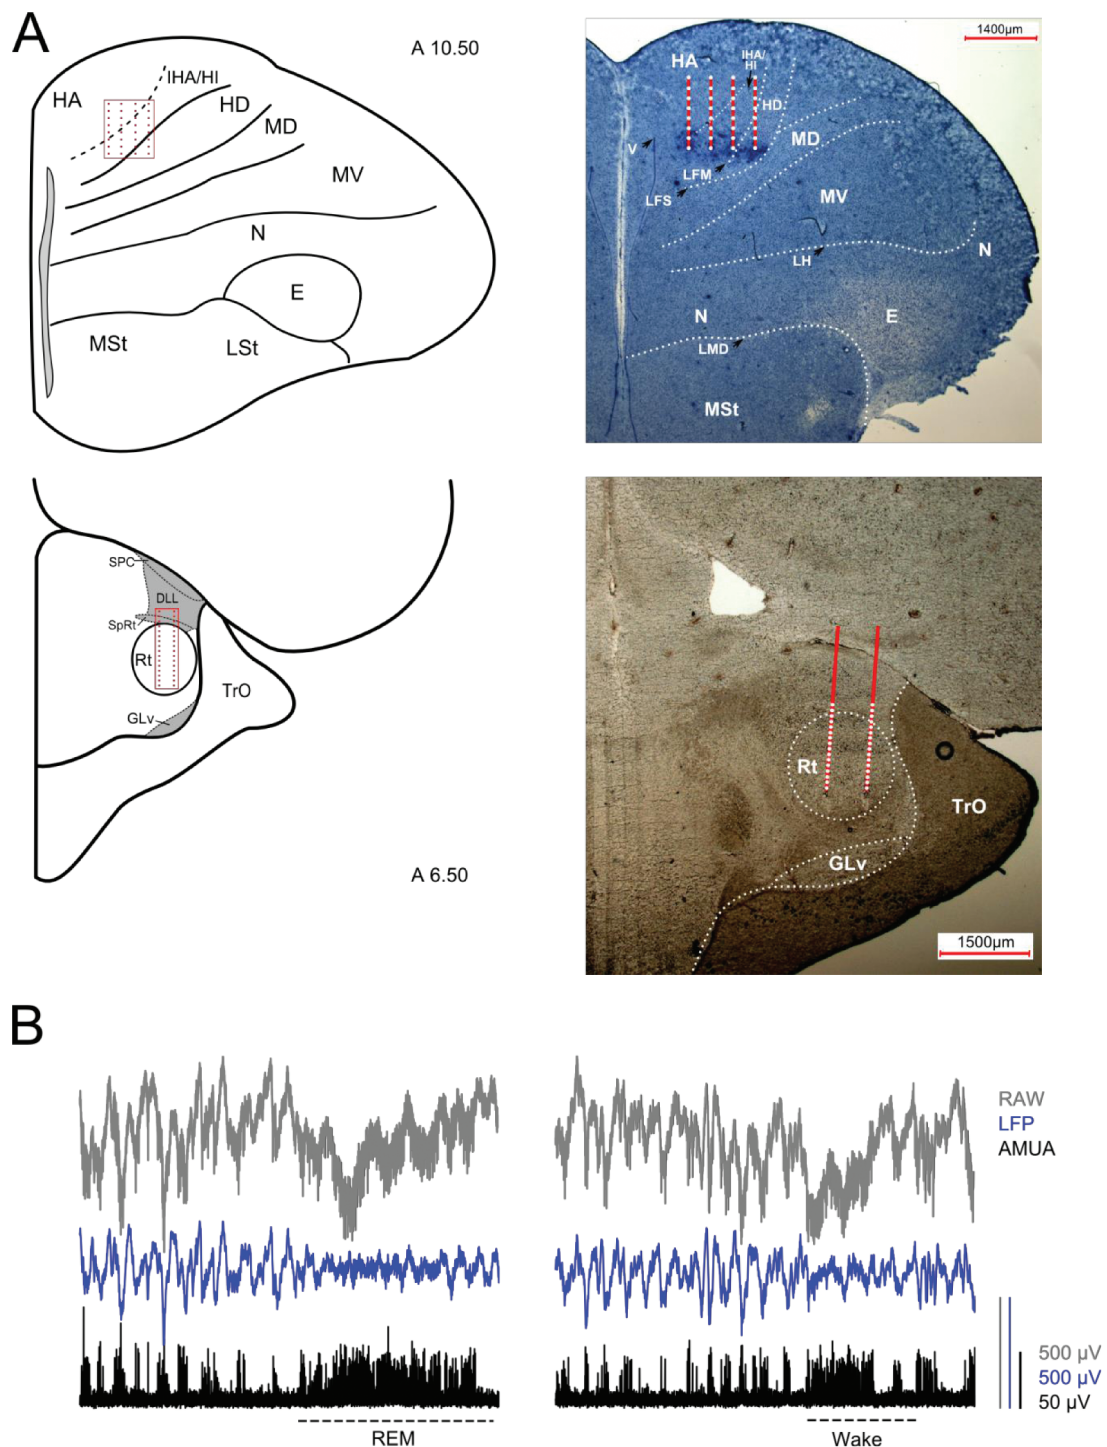 A
A 10.50
HA
IHA/HI
HD
MD
MV
N
E
MSt
LSt
1400µm
HA
IHA/
HI
HD
V
MD
LFM
LFS
MV
LH
N
N
E
LMD
MSt
SPC
DLL
SpRt
Rt
TrO
GLv
A 6.50
Rt
TrO
GLv
1500µm
B
RAW
LFP
AMUA
500 µV
500 µV
50 µV
REM
Wake